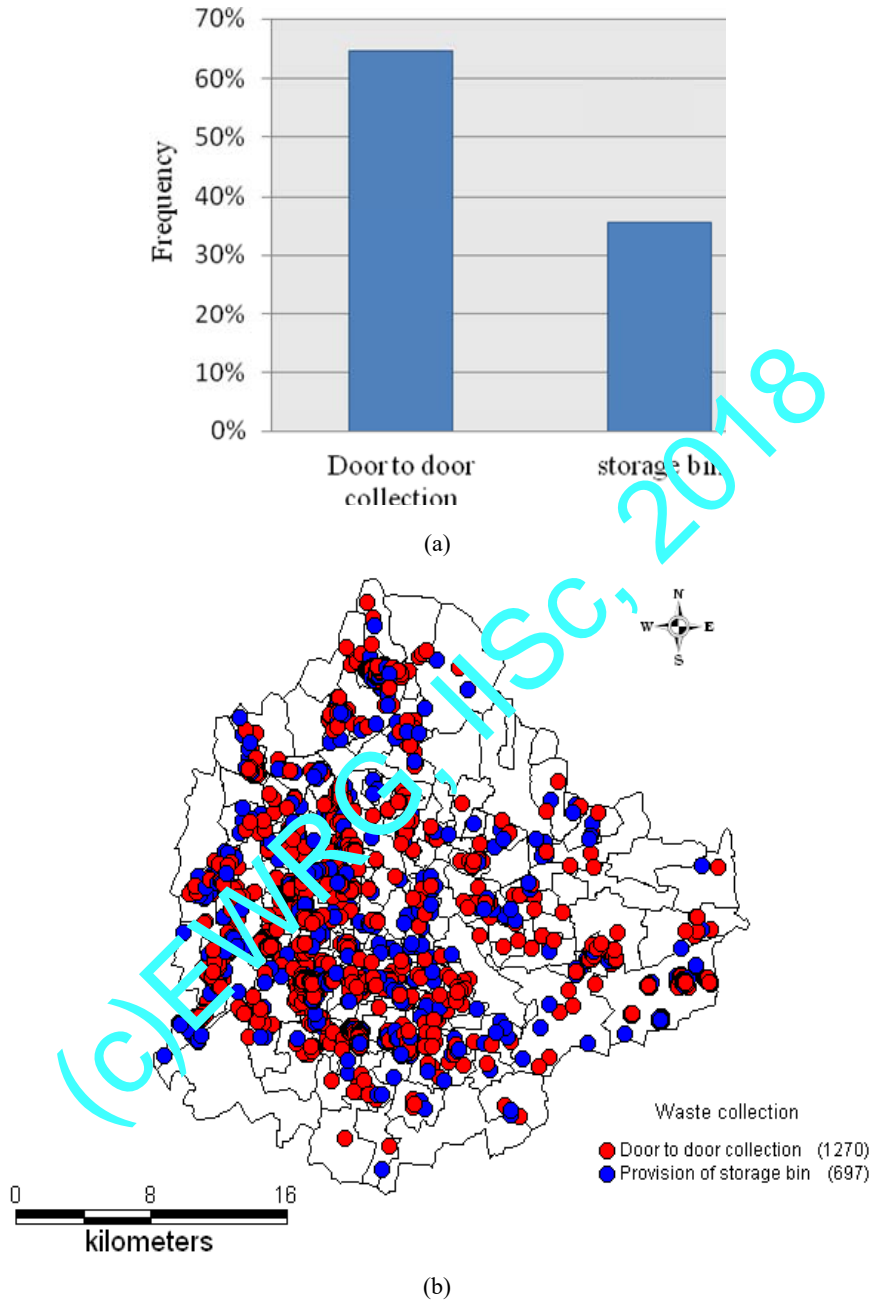 70%
60%
50%
40%
30%
20%
10%
0%
Frequency
Door to door
collection
storage
(a)
N
W E
S
Waste collection
Door to door collection (1270)
Provision of storage bin (697)
0 8 16
kilometers
(b)
(c)EWRG, IISc, 2018